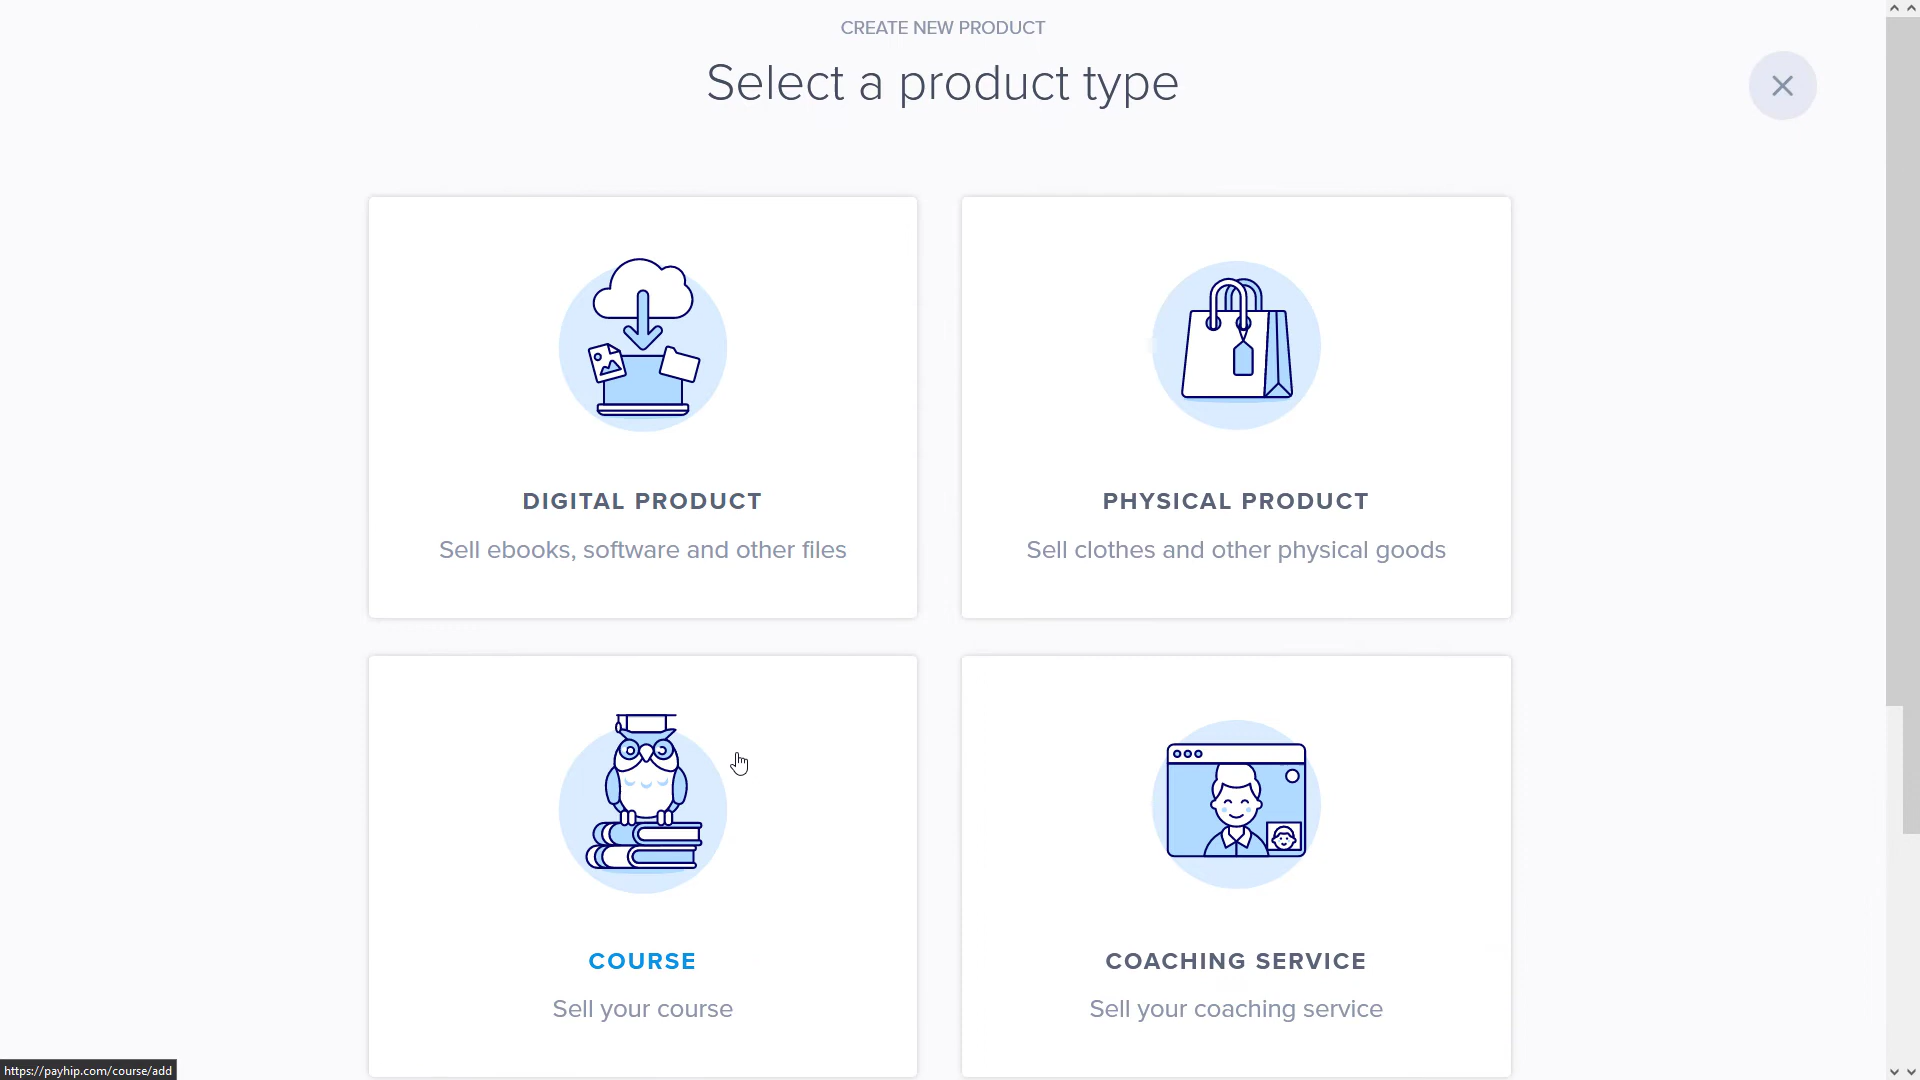 CREATE NEW PRODUCT
Select a product type
DIGITAL PRODUCT
Sell ebooks, software and other files
PHYSICAL PRODUCT
Sell clothes and other physical goods
COURSE
Sell your course
COACHING SERVICE
Sell your coaching service
https://payhip.com/course/add